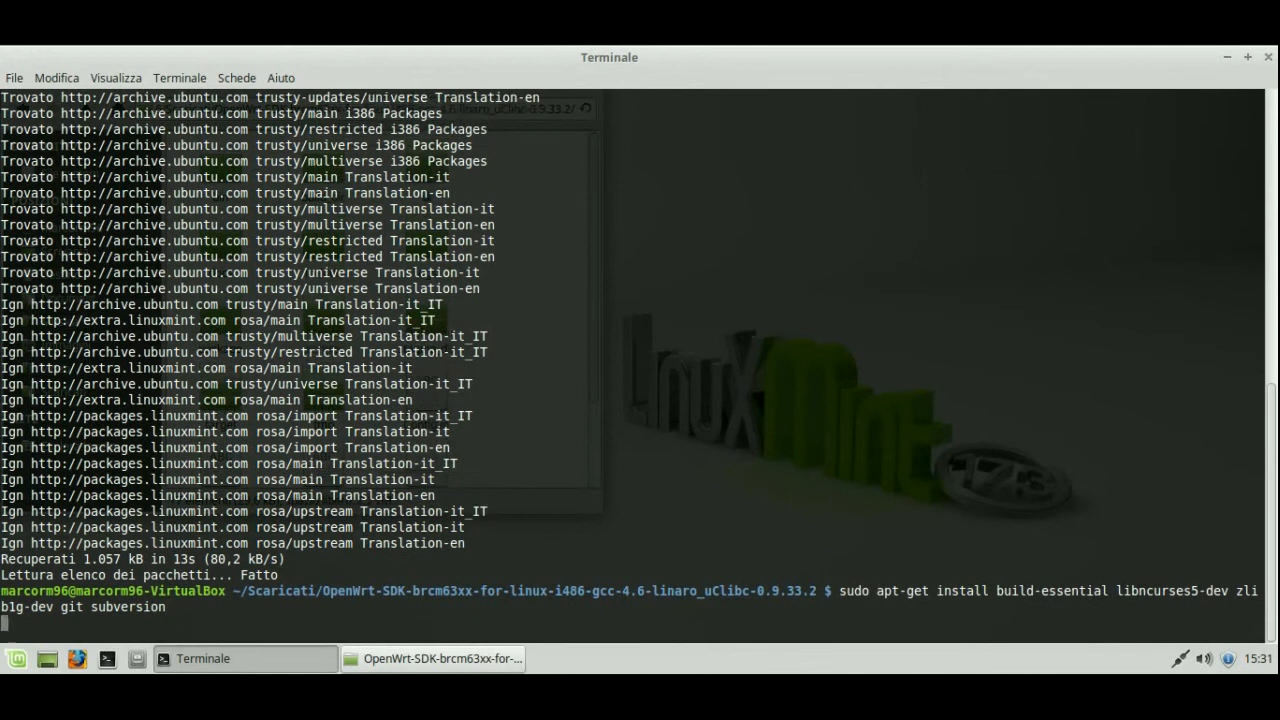 Terminale
File Modifica Visualizza Terminale Schede Aiuto
Trovato http://archive.ubuntu.com trusty-updates/universe Translation-en
Trovato http://archive.ubuntu.com trusty/main i386 Packages
Trovato http://archive.ubuntu.com trusty/restricted i386 Packages
Trovato http://archive.ubuntu.com trusty/universe i386 Packages
Trovato http://archive.ubuntu.com trusty/multiverse i386 Packages
Trovato http://archive.ubuntu.com trusty/main Translation-it
Trovato http://archive.ubuntu.com trusty/main Translation-en
Trovato http://archive.ubuntu.com trusty/multiverse Translation-it
Trovato http://archive.ubuntu.com trusty/multiverse Translation-en
Trovato http://archive.ubuntu.com trusty/restricted Translation-it
Trovato http://archive.ubuntu.com trusty/restricted Translation-en
Trovato http://archive.ubuntu.com trusty/universe Translation-it
Trovato http://archive.ubuntu.com trusty/universe Translation-en
Ign http://archive.ubuntu.com trusty/main Translation-it_IT
Ign http://extra.linuxmint.com rosa/main Translation-it_IT
Ign http://archive.ubuntu.com trusty/multiverse Translation-it_IT
Ign http://archive.ubuntu.com trusty/restricted Translation-it_IT
Ign http://extra.linuxmint.com rosa/main Translation-it
Ign http://archive.ubuntu.com trusty/universe Translation-it_IT
Ign http://extra.linuxmint.com rosa/main Translation-en
Ign http://packages.linuxmint.com rosa/import Translation-it_IT
Ign http://packages.linuxmint.com rosa/import Translation-it
Ign http://packages.linuxmint.com rosa/import Translation-en
Ign http://packages.linuxmint.com rosa/main Translation-it_IT
Ign http://packages.linuxmint.com rosa/main Translation-it
Ign http://packages.linuxmint.com rosa/main Translation-en
Ign http://packages.linuxmint.com rosa/upstream Translation-it_IT
Ign http://packages.linuxmint.com rosa/upstream Translation-it
Ign http://packages.linuxmint.com rosa/upstream Translation-en
Recuperati 1.057 kB in 13s (80,2 kB/s)
Lettura elenco dei pacchetti... Fatto
marcorm96@marcorm96-VirtualBox ~/Scaricati/OpenWrt-SDK-brcm63xx-for-linux-i486-gcc-4.6-linaro_uClibc-0.9.33.2 $ sudo apt-get install build-essential libncurses5-dev zli
b1g-dev git subversion
LinuxMint
17.3
Terminale
OpenWrt-SDK-brcm63xx-for-...
15:31